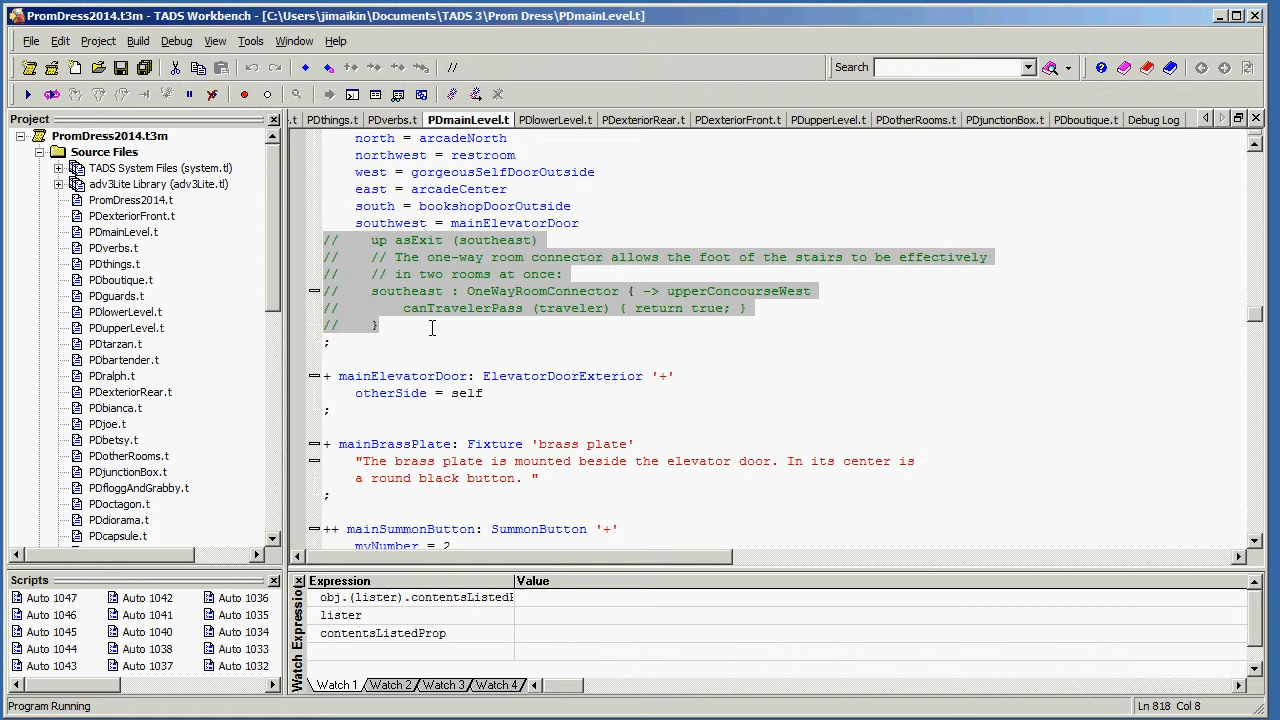 PromDress2014.t3m - TADS Workbench - [C:\Users\jimaikin\Documents\TADS 3\Prom Dress\PDmainLevel.t]
File Edit Project Build Debug View Tools Window Help
// Search
Project
.t PDthings.t PDverbs.t PDmainLevel.t PDlowerLevel.t PDexteriorRear.t PDexteriorFront.t PDupperLevel.t PDotherRooms.t PDjunctionBox.t PDboutique.t Debug Log
PromDress2014.t3m
Source Files
TADS System Files (system.tl)
adv3Lite Library (adv3Lite.tl)
PromDress2014.t
PDexteriorFront.t
PDmainLevel.t
PDverbs.t
PDthings.t
PDboutique.t
PDguards.t
PDlowerLevel.t
PDupperLevel.t
PDtarzan.t
PDbartender.t
PDralph.t
PDexteriorRear.t
PDbianca.t
PDjoe.t
PDbetsy.t
PDotherRooms.t
PDjunctionBox.t
PDfloggAndGrabby.t
PDoctagon.t
PDdiorama.t
PDcapsule.t
north = arcadeNorth
northwest = restroom
west = gorgeousSelfDoorOutside
east = arcadeCenter
south = bookshopDoorOutside
southwest = mainElevatorDoor
// up asExit (southeast)
// // The one-way room connector allows the foot of the stairs to be effectively
// // in two rooms at once:
// southeast : OneWayRoomConnector { -> upperConcourseWest
// canTravelerPass (traveler) { return true; }
// }
;
+ mainElevatorDoor: ElevatorDoorExterior '+'
otherSide = self
;
+ mainBrassPlate: Fixture 'brass plate'
"The brass plate is mounted beside the elevator door. In its center is
a round black button. "
;
++ mainSummonButton: SummonButton '+'
myNumber = 2
Scripts
Auto 1047 Auto 1042 Auto 1036
Auto 1046 Auto 1041 Auto 1035
Auto 1045 Auto 1040 Auto 1034
Auto 1044 Auto 1038 Auto 1033
Auto 1043 Auto 1037 Auto 1032
Watch Expression
Expression Value
obj.(lister).contentsListed
lister
contentsListedProp
Watch 1 Watch 2 Watch 3 Watch 4
Program Running Ln 818 Col 8